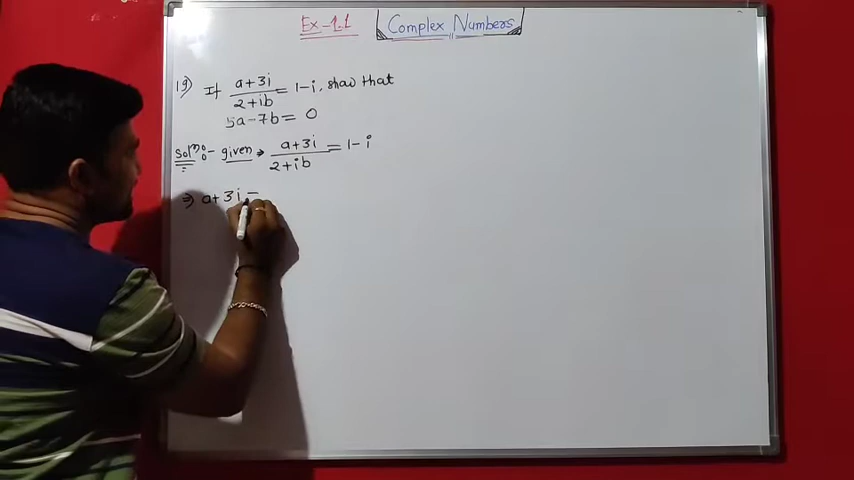 Ex-1.1 Complex Numbers
19) If a+3i / 2+ib = 1-i, show that
5a-7b = 0
Solno:- given → a+3i / 2+ib = 1-i
⇒ a+3i =